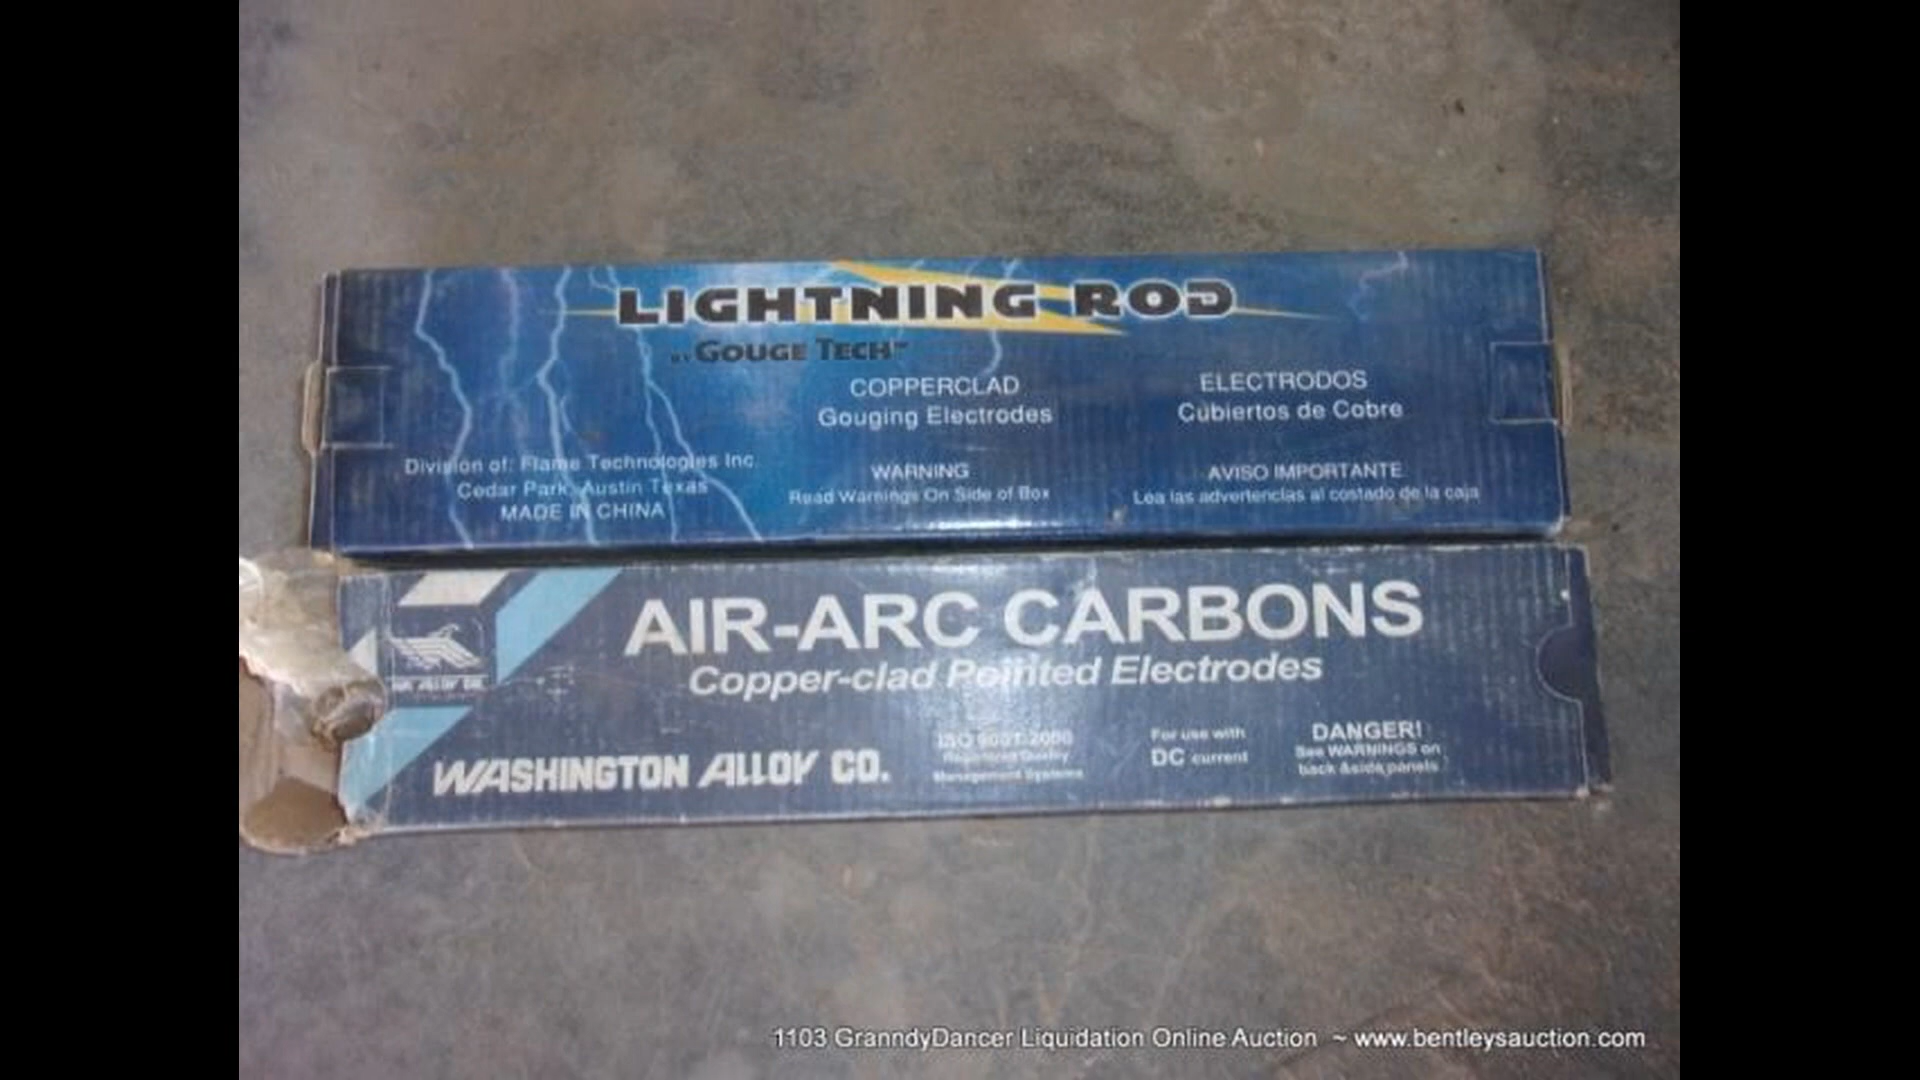 LIGHTNING ROD
BY GOUGE TECH™
COPPERCLAD
Gouging Electrodes
ELECTRODOS
Cubiertos de Cobre
Division of: Flame Technologies Inc.
Cedar Park, Austin Texas
MADE IN CHINA
WARNING
Read Warnings On Side of Box
AVISO IMPORTANTE
Lea las advertencias al costado de la caja
AIR-ARC CARBONS
Copper-clad Pointed Electrodes
ALLOY CO.
WASHINGTON ALLOY CO.
ISO 9001:2000
Registered Quality
Management Systems
For use with
DC current
DANGER!
See WARNINGS on
back &side panels
1103 GranndyDancer Liquidation Online Auction ~ www.bentleysauction.com